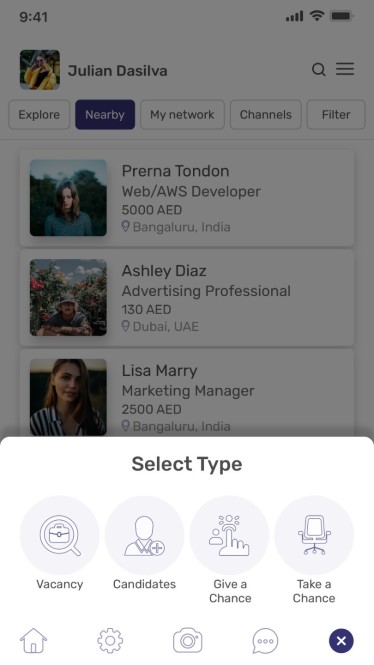 9:41
Julian Dasilva
Explore
Nearby
My network
Channels
Filter
Prerna Tondon
Web/AWS Developer
5000 AED
Bangaluru, India
Ashley Diaz
Advertising Professional
130 AED
Dubai, UAE
Lisa Marry
Marketing Manager
2500 AED
Bangaluru, India
Select Type
Vacancy
Candidates
Give a
Chance
Take a
Chance